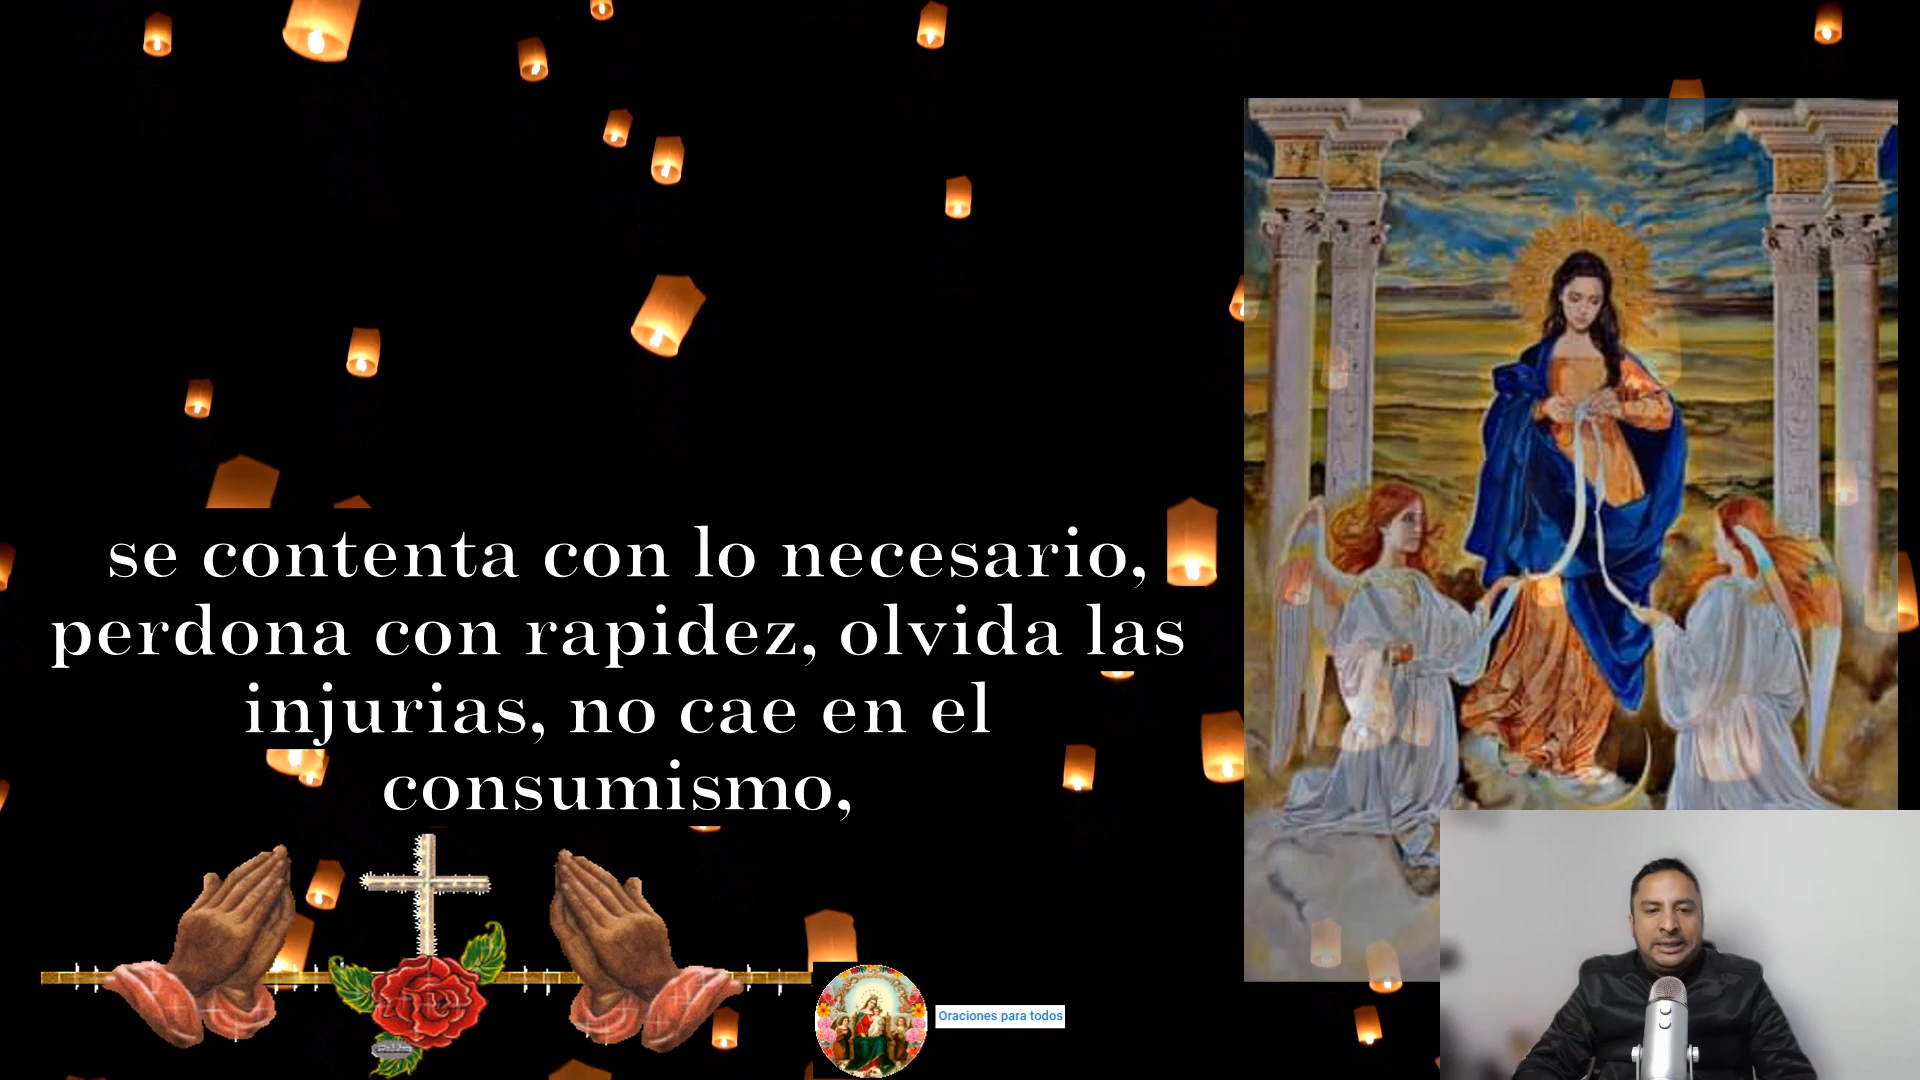 se contenta con lo necesario,
perdona con rapidez, olvida las
injurias, no cae en el
consumismo,
Oraciones para todos